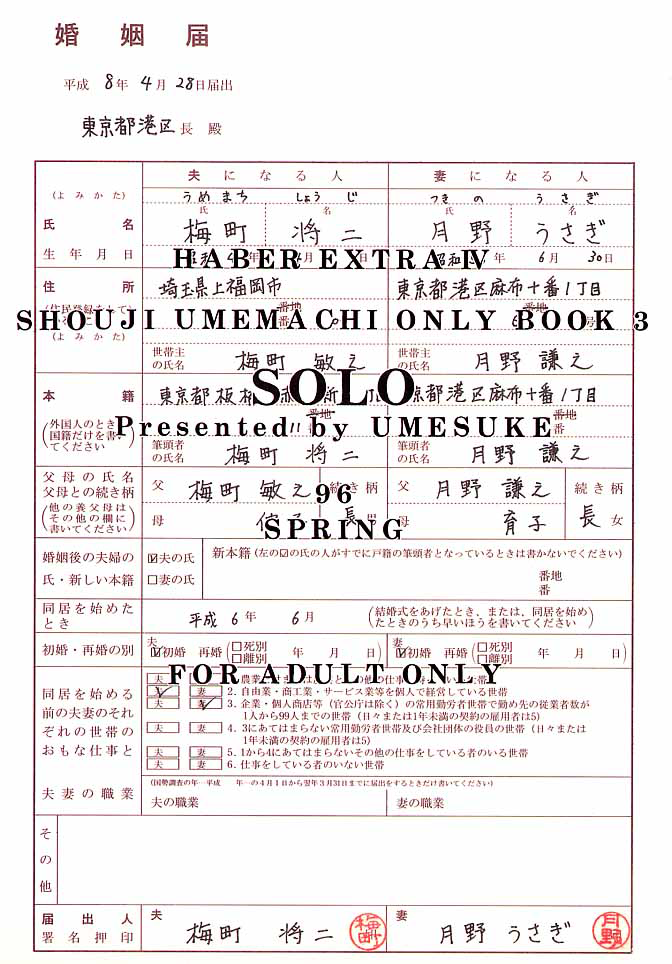 婚姻届
平成 8年 4月 28日届出
東京都港区長殿
夫になる人 妻になる人
(よみかた) うめまち しょうじ つきの うさぎ
氏 名 氏 名
氏名 梅町 将二 月野 うさぎ
生年月日 昭和 年 月 日 昭和 年 6月 30日
HABER EXTRA IV
住所 埼玉県上福岡市 東京都港区麻布十番1丁目
番地 番地
SHOUJI UMEMACHI ONLY BOOK 3
(よみかた) 世帯主の氏名 梅町 敏之 世帯主の氏名 月野 謙之
SOLO
本籍 東京都板 麻布十番1丁目
(外国人のときは国籍だけを書いてください) 番地 番 番地 番
Presented by UMESUKE
筆頭者の氏名 梅町 将二 筆頭者の氏名 月野 謙之
父母の氏名 父 梅町 敏之 続き柄 父 月野 謙之 続き柄
父母との続き柄
96
(他の養父母はその他の欄に書いてください) 母 長男 母 育子 長女
SPRING
婚姻後の夫婦の氏・新しい本籍 ☑夫の氏 □妻の氏 新本籍(左の☑の氏の人がすでに戸籍の筆頭者となっているときは書かないでください)
番地
番
同居を始めたとき 平成 6年 6月 (結婚式をあげたとき、または、同居を始めたときのうち早いほうを書いてください)
初婚・再婚の別 夫 ☑初婚 再婚(□死別 □離別 年 月 日) 妻 ☑初婚 再婚(□死別 □離別 年 月 日)
FOR ADULT ONLY
同居を始める前の夫妻のそれぞれの世帯のおもな仕事と
夫 妻 2. 自由業・商工業・サービス業等を個人で経営している世帯
3. 企業・個人商店等(官公庁は除く)の常用勤労者世帯で勤め先の従業者数が
1人から99人までの世帯(日々または1年未満の契約の雇用者は5)
夫 妻 4. 3にあてはまらない常用勤労者世帯及び会社団体の役員の世帯(日々または
1年未満の契約の雇用者は5)
夫 妻 5. 1から4にあてはまらないその他の仕事をしている者のいる世帯
夫 妻 6. 仕事をしている者のいない世帯
(国勢調査の年―平成 年―の4月1日から翌年3月31日までに届出をするときだけ書いてください)
夫妻の職業 夫の職業 妻の職業
その他
届出人署名押印 夫 梅町 将二 梅町 妻 月野 うさぎ 月野